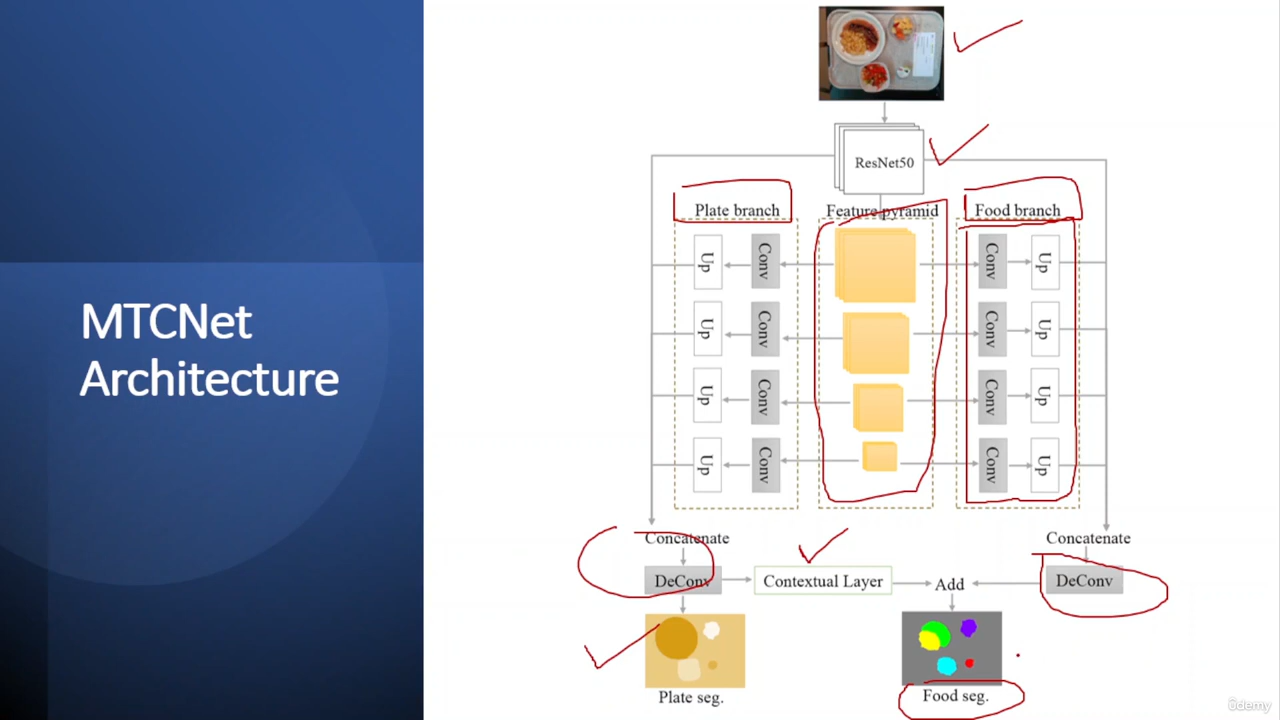 MTCNet
Architecture
ResNet50
Plate branch
Feature pyramid
Food branch
Up
Conv
Conv
Up
Up
Conv
Conv
Up
Up
Conv
Conv
Up
Up
Conv
Conv
Up
Concatenate
Concatenate
DeConv
Contextual Layer
Add
DeConv
Plate seg.
Food seg.
ûdemy